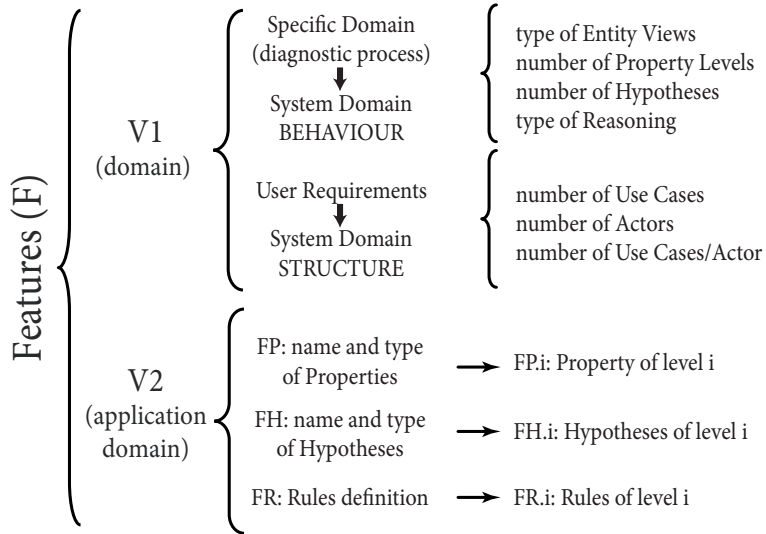 Features (F)
V1
(domain)
Specific Domain
(diagnostic process)
System Domain
BEHAVIOUR
type of Entity Views
number of Property Levels
number of Hypotheses
type of Reasoning
User Requirements
System Domain
STRUCTURE
number of Use Cases
number of Actors
number of Use Cases/Actor
V2
(application
domain)
FP: name and type
of Properties
FP.i: Property of level i
FH: name and type
of Hypotheses
FH.i: Hypotheses of level i
FR: Rules definition
FR.i: Rules of level i